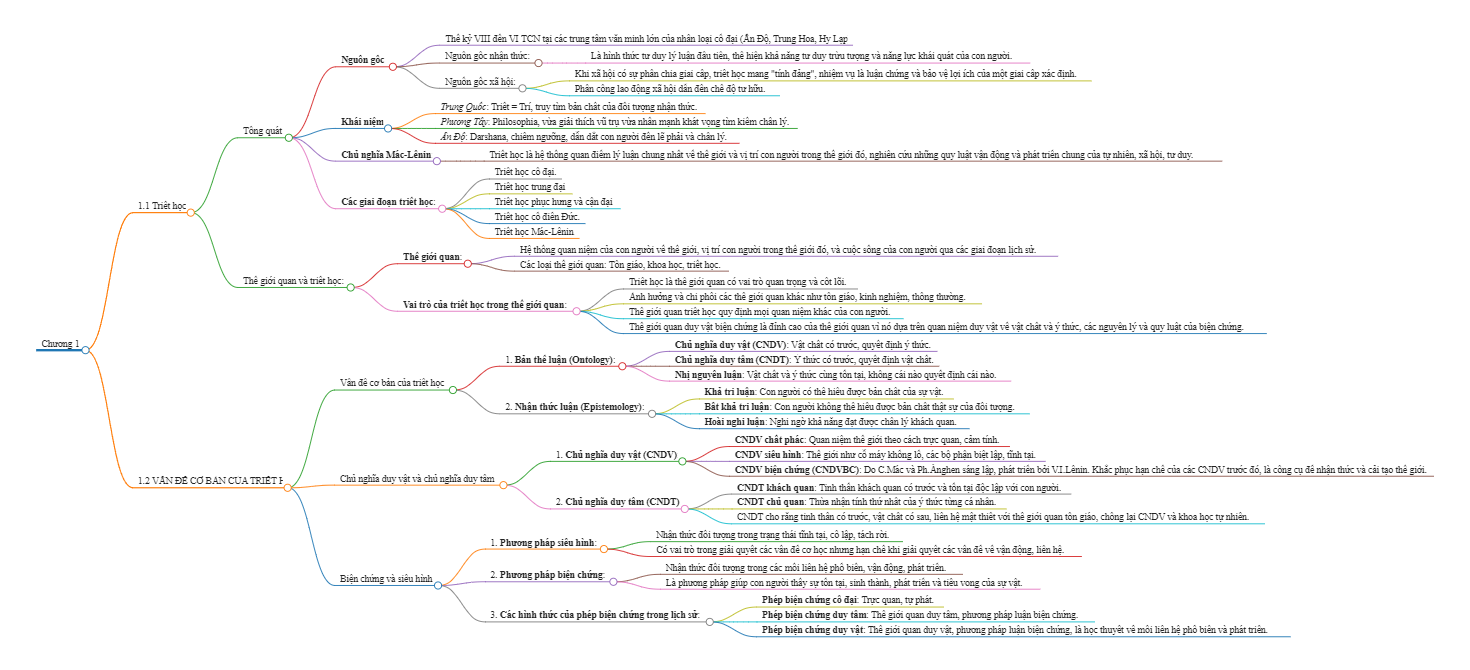 Chương 1
1.1 Triết học
Tổng quát
Nguồn gốc
Thế kỷ VIII đến VI TCN tại các trung tâm văn minh lớn của nhân loại cổ đại (Ấn Độ, Trung Hoa, Hy Lạp
Nguồn gốc nhận thức:
Là hình thức tư duy lý luận đầu tiên, thể hiện khả năng tư duy trừu tượng và năng lực khái quát của con người.
Nguồn gốc xã hội:
Khi xã hội có sự phân chia giai cấp, triết học mang "tính đảng", nhiệm vụ là luận chứng và bảo vệ lợi ích của một giai cấp xác định.
Phân công lao động xã hội dẫn đến chế độ tư hữu.
Khái niệm
Trung Quốc: Triết = Trí, truy tìm bản chất của đối tượng nhận thức.
Phương Tây: Philosophia, vừa giải thích vũ trụ vừa nhấn mạnh khát vọng tìm kiếm chân lý.
Ấn Độ: Darshana, chiêm ngưỡng, dẫn dắt con người đến lẽ phải và chân lý.
Chủ nghĩa Mác-Lênin
Triết học là hệ thống quan điểm lý luận chung nhất về thế giới và vị trí con người trong thế giới đó, nghiên cứu những quy luật vận động và phát triển chung của tự nhiên, xã hội, tư duy.
Các giai đoạn triết học:
Triết học cổ đại.
Triết học trung đại
Triết học phục hưng và cận đại
Triết học cổ điển Đức.
Triết học Mác-Lênin
Thế giới quan và triết học:
Thế giới quan:
Hệ thống quan niệm của con người về thế giới, vị trí con người trong thế giới đó, và cuộc sống của con người qua các giai đoạn lịch sử.
Các loại thế giới quan: Tôn giáo, khoa học, triết học.
Vai trò của triết học trong thế giới quan:
Triết học là thế giới quan có vai trò quan trọng và cốt lõi.
Ảnh hưởng và chi phối các thế giới quan khác như tôn giáo, kinh nghiệm, thông thường.
Thế giới quan triết học quy định mọi quan niệm khác của con người.
Thế giới quan duy vật biện chứng là đỉnh cao của thế giới quan vì nó dựa trên quan niệm duy vật về vật chất và ý thức, các nguyên lý và quy luật của biện chứng.
1.2 VẤN ĐỀ CƠ BẢN CỦA TRIẾT H
Vấn đề cơ bản của triết học
1. Bản thể luận (Ontology):
Chủ nghĩa duy vật (CNDV): Vật chất có trước, quyết định ý thức.
Chủ nghĩa duy tâm (CNDT): Ý thức có trước, quyết định vật chất.
Nhị nguyên luận: Vật chất và ý thức cùng tồn tại, không cái nào quyết định cái nào.
2. Nhận thức luận (Epistemology):
Khả tri luận: Con người có thể hiểu được bản chất của sự vật.
Bất khả tri luận: Con người không thể hiểu được bản chất thật sự của đối tượng.
Hoài nghi luận: Nghi ngờ khả năng đạt được chân lý khách quan.
Chủ nghĩa duy vật và chủ nghĩa duy tâm
1. Chủ nghĩa duy vật (CNDV)
CNDV chất phác: Quan niệm thế giới theo cách trực quan, cảm tính.
CNDV siêu hình: Thế giới như cỗ máy khổng lồ, các bộ phận biệt lập, tĩnh tại.
CNDV biện chứng (CNDVBC): Do C.Mác và Ph.Ănghen sáng lập, phát triển bởi V.I.Lênin. Khắc phục hạn chế của các CNDV trước đó, là công cụ để nhận thức và cải tạo thế giới.
2. Chủ nghĩa duy tâm (CNDT)
CNDT khách quan: Tinh thần khách quan có trước và tồn tại độc lập với con người.
CNDT chủ quan: Thừa nhận tính thứ nhất của ý thức từng cá nhân.
CNDT cho rằng tinh thần có trước, vật chất có sau, liên hệ mật thiết với thế giới quan tôn giáo, chống lại CNDV và khoa học tự nhiên.
Biện chứng và siêu hình
1. Phương pháp siêu hình:
Nhận thức đối tượng trong trạng thái tĩnh tại, cô lập, tách rời.
Có vai trò trong giải quyết các vấn đề cơ học nhưng hạn chế khi giải quyết các vấn đề về vận động, liên hệ.
2. Phương pháp biện chứng:
Nhận thức đối tượng trong các mối liên hệ phổ biến, vận động, phát triển.
Là phương pháp giúp con người thấy sự tồn tại, sinh thành, phát triển và tiêu vong của sự vật.
3. Các hình thức của phép biện chứng trong lịch sử:
Phép biện chứng cổ đại: Trực quan, tự phát.
Phép biện chứng duy tâm: Thế giới quan duy tâm, phương pháp luận biện chứng.
Phép biện chứng duy vật: Thế giới quan duy vật, phương pháp luận biện chứng, là học thuyết về mối liên hệ phổ biến và phát triển.